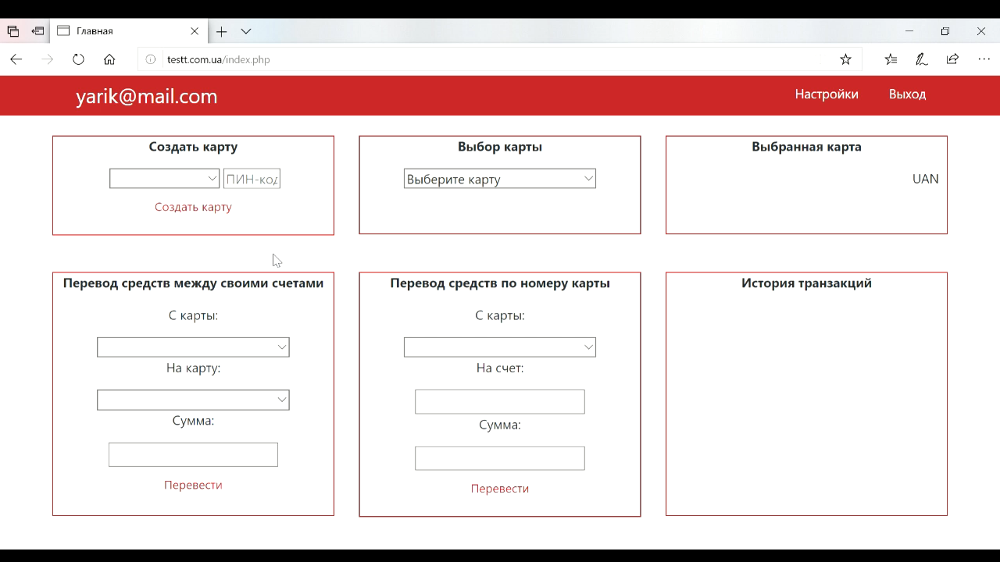 Главная
testt.com.ua/index.php
yarik@mail.com
Настройки
Выход
Создать карту
ПИН-код
Создать карту
Выбор карты
Выберите карту
Выбранная карта
UAN
Перевод средств между своими счетами
С карты:
На карту:
Сумма:
Перевести
Перевод средств по номеру карты
С карты:
На счет:
Сумма:
Перевести
История транзакций